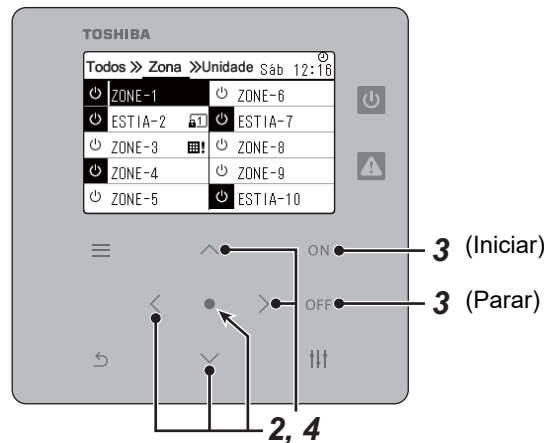 TOSHIBA
Todos » Zona »Unidade Sáb 12:16
ZONE-1 ZONE-6
ESTIA-2 1 ESTIA-7
ZONE-3 ! ZONE-8
ZONE-4 ZONE-9
ZONE-5 ESTIA-10
ON 3 (Iniciar)
OFF 3 (Parar)
2, 4